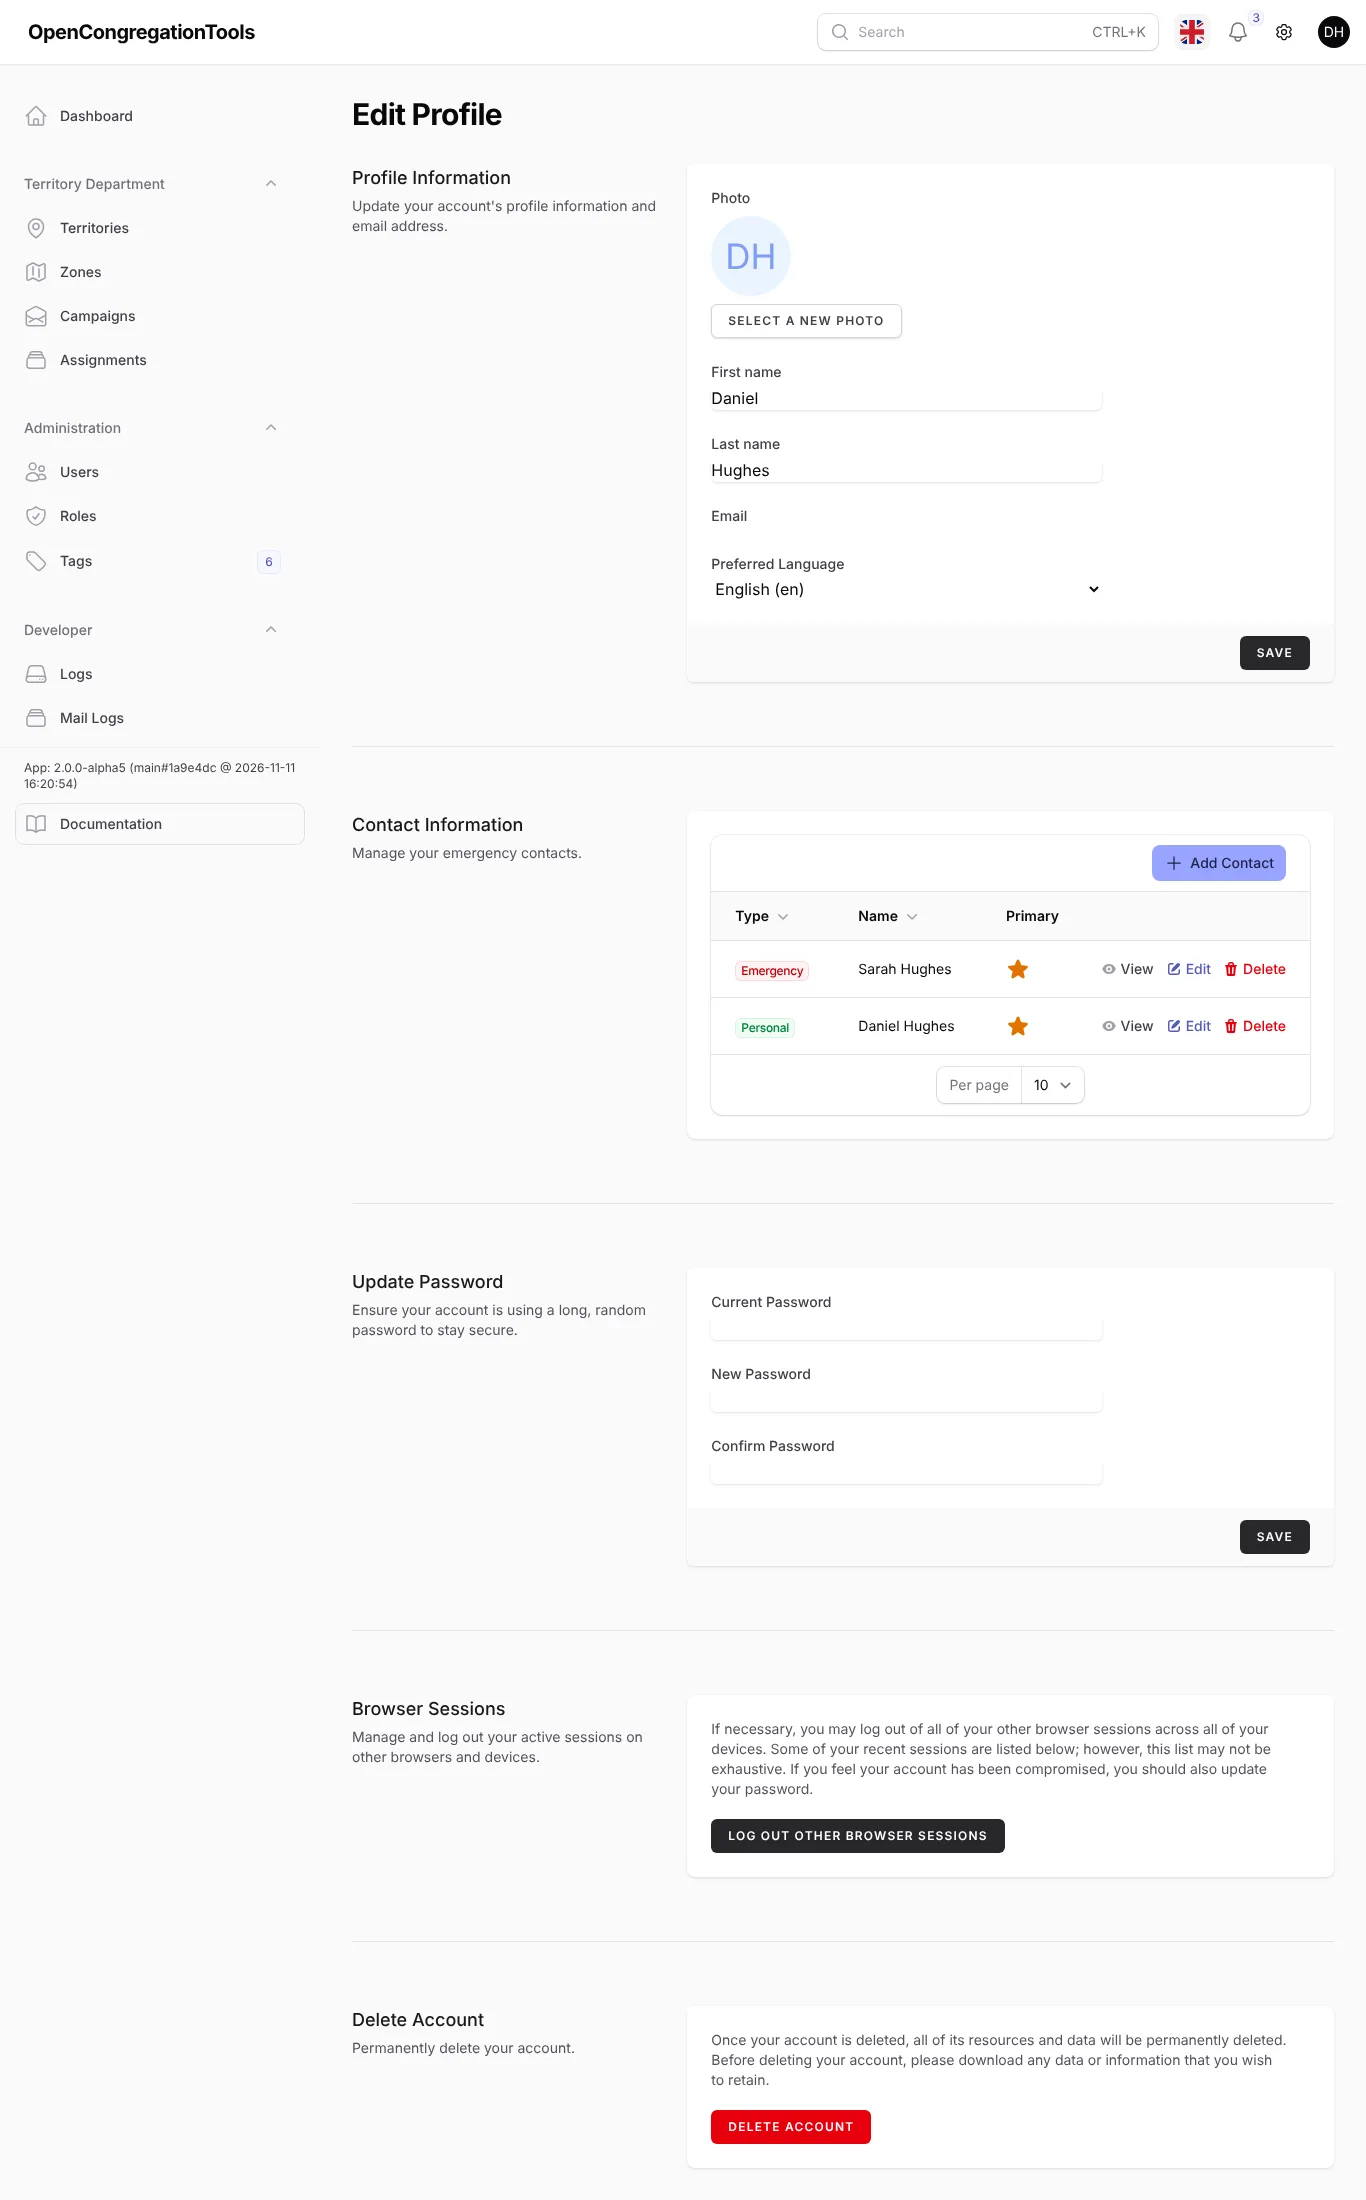 OpenCongregationTools
Search
CTRL+K
3
DH
Dashboard
Territory Department
Territories
Zones
Campaigns
Assignments
Administration
Users
Roles
Tags
6
Developer
Logs
Mail Logs
App: 2.0.0-alpha5 (main#1a9e4dc @ 2026-11-11
16:20:54)
Documentation
Edit Profile
Profile Information
Update your account's profile information and
email address.
Photo
DH
SELECT A NEW PHOTO
First name
Daniel
Last name
Hughes
Email
Preferred Language
English (en)
SAVE
Contact Information
Manage your emergency contacts.
Add Contact
Type Name Primary
Emergency Sarah Hughes View Edit Delete
Personal Daniel Hughes View Edit Delete
Per page 10
Update Password
Ensure your account is using a long, random
password to stay secure.
Current Password
New Password
Confirm Password
SAVE
Browser Sessions
Manage and log out your active sessions on
other browsers and devices.
If necessary, you may log out of all of your other browser sessions across all of your
devices. Some of your recent sessions are listed below; however, this list may not be
exhaustive. If you feel your account has been compromised, you should also update
your password.
LOG OUT OTHER BROWSER SESSIONS
Delete Account
Permanently delete your account.
Once your account is deleted, all of its resources and data will be permanently deleted.
Before deleting your account, please download any data or information that you wish
to retain.
DELETE ACCOUNT